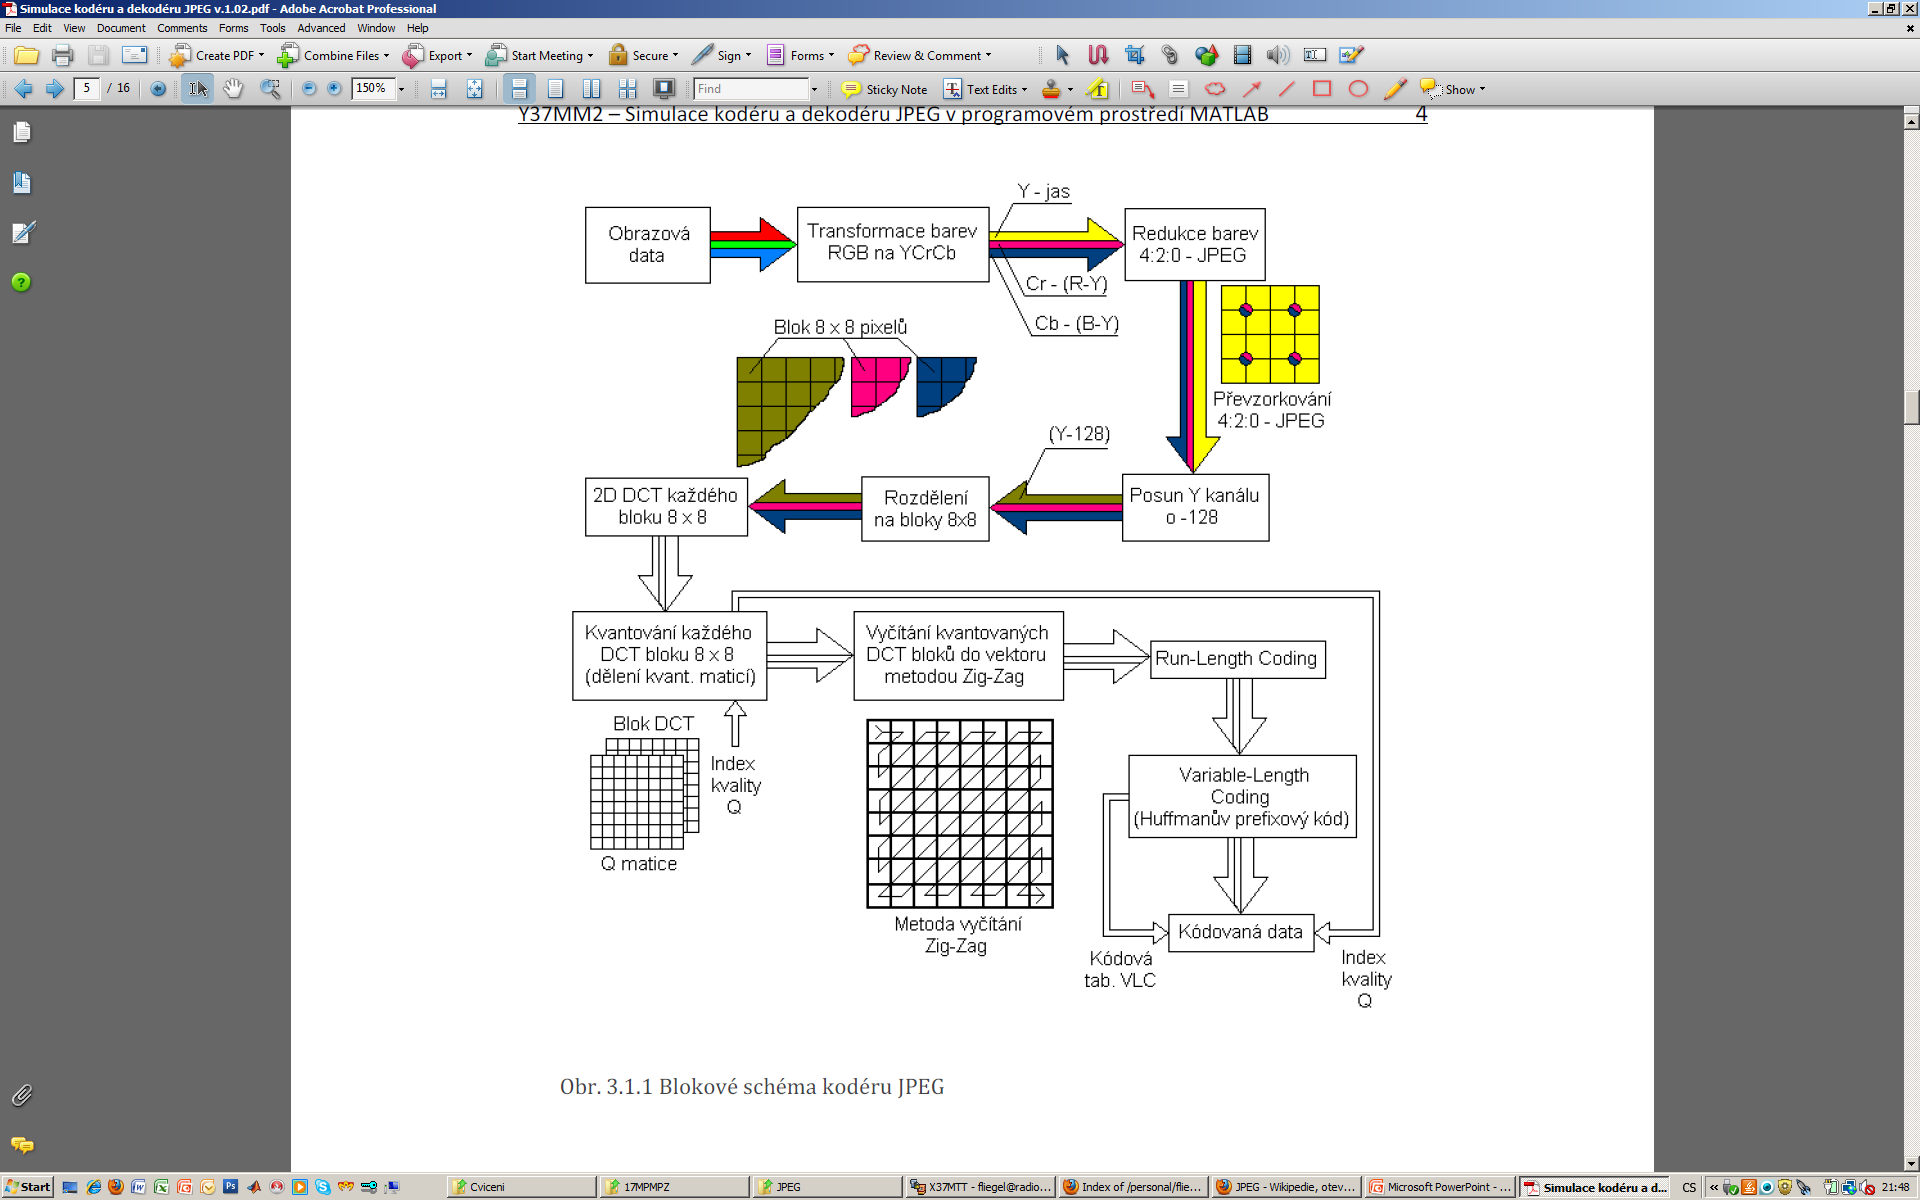 Simulace kodéru a dekodéru JPEG v.1.02.pdf - Adobe Acrobat Professional
File Edit View Document Comments Forms Tools Advanced Window Help
Create PDF Combine Files Export Start Meeting Secure Sign Forms Review & Comment
5 / 16 150% Find Sticky Note Text Edits Show
Y37MM2 – Simulace kodéru a dekodéru JPEG v programovém prostředí MATLAB 4
Y - jas
Obrazová
data
Transformace barev
RGB na YCrCb
Redukce barev
4:2:0 - JPEG
Cr - (R-Y)
Cb - (B-Y)
Blok 8 x 8 pixelů
Převzorkování
4:2:0 - JPEG
(Y-128)
2D DCT každého
bloku 8 x 8
Rozdělení
na bloky 8x8
Posun Y kanálu
o -128
Kvantování každého
DCT bloku 8 x 8
(dělení kvant. maticí)
Vyčítání kvantovaných
DCT bloků do vektoru
metodou Zig-Zag
Run-Length Coding
Blok DCT
Index
kvality
Q
Q matice
Variable-Length
Coding
(Huffmanův prefixový kód)
Metoda vyčítání
Zig-Zag
Kódovaná data
Kódová
tab. VLC
Index
kvality
Q
Obr. 3.1.1 Blokové schéma kodéru JPEG
Start Cviceni 17MPMPZ JPEG X37MTT - fliegel@radio... Index of /personal/flie... JPEG - Wikipedie, otev... Microsoft PowerPoint - ... Simulace kodéru a d... CS 21:48